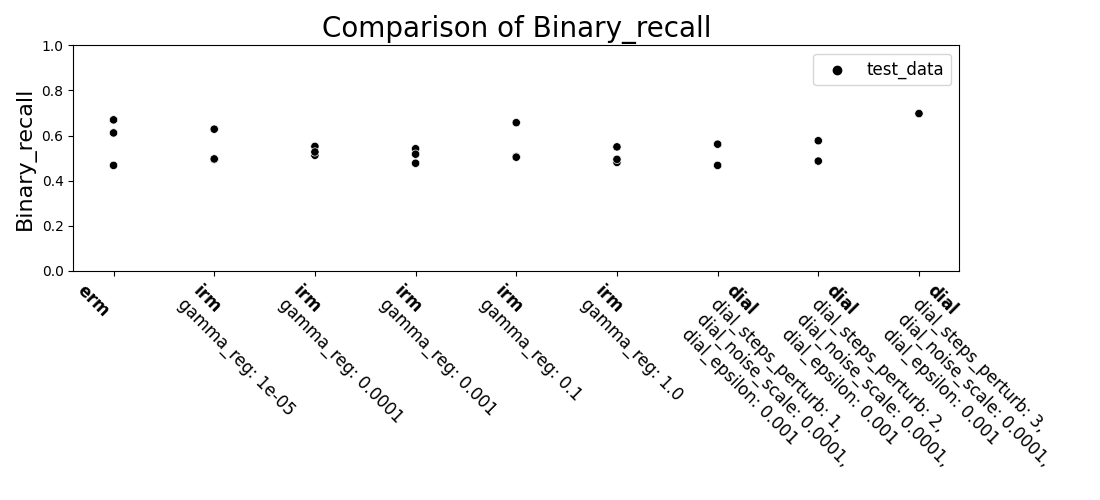 Comparison of Binary_recall
Binary_recall
1.0
0.8
0.6
0.4
0.2
0.0
test_data
erm
irm
gamma_reg: 1e-05
irm
gamma_reg: 0.0001
irm
gamma_reg: 0.001
irm
gamma_reg: 0.1
irm
gamma_reg: 1.0
dial
dial_steps_perturb: 1,
dial_noise_scale: 0.0001,
dial_epsilon: 0.001
dial
dial_steps_perturb: 2,
dial_noise_scale: 0.0001,
dial_epsilon: 0.001
dial
dial_steps_perturb: 3,
dial_noise_scale: 0.0001,
dial_epsilon: 0.001